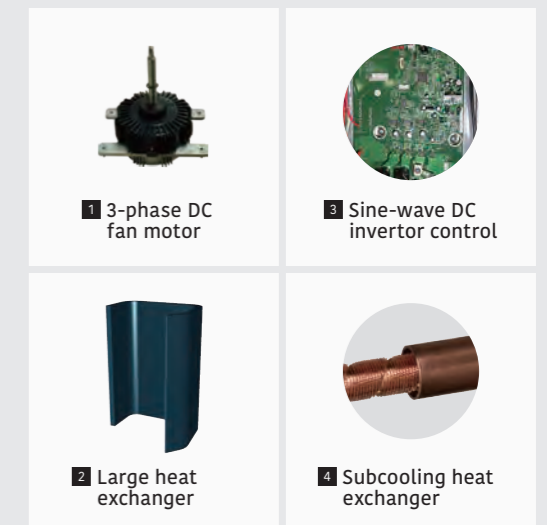 1 3-phase DC
fan motor
3 Sine-wave DC
invertor control
2 Large heat
exchanger
4 Subcooling heat
exchanger